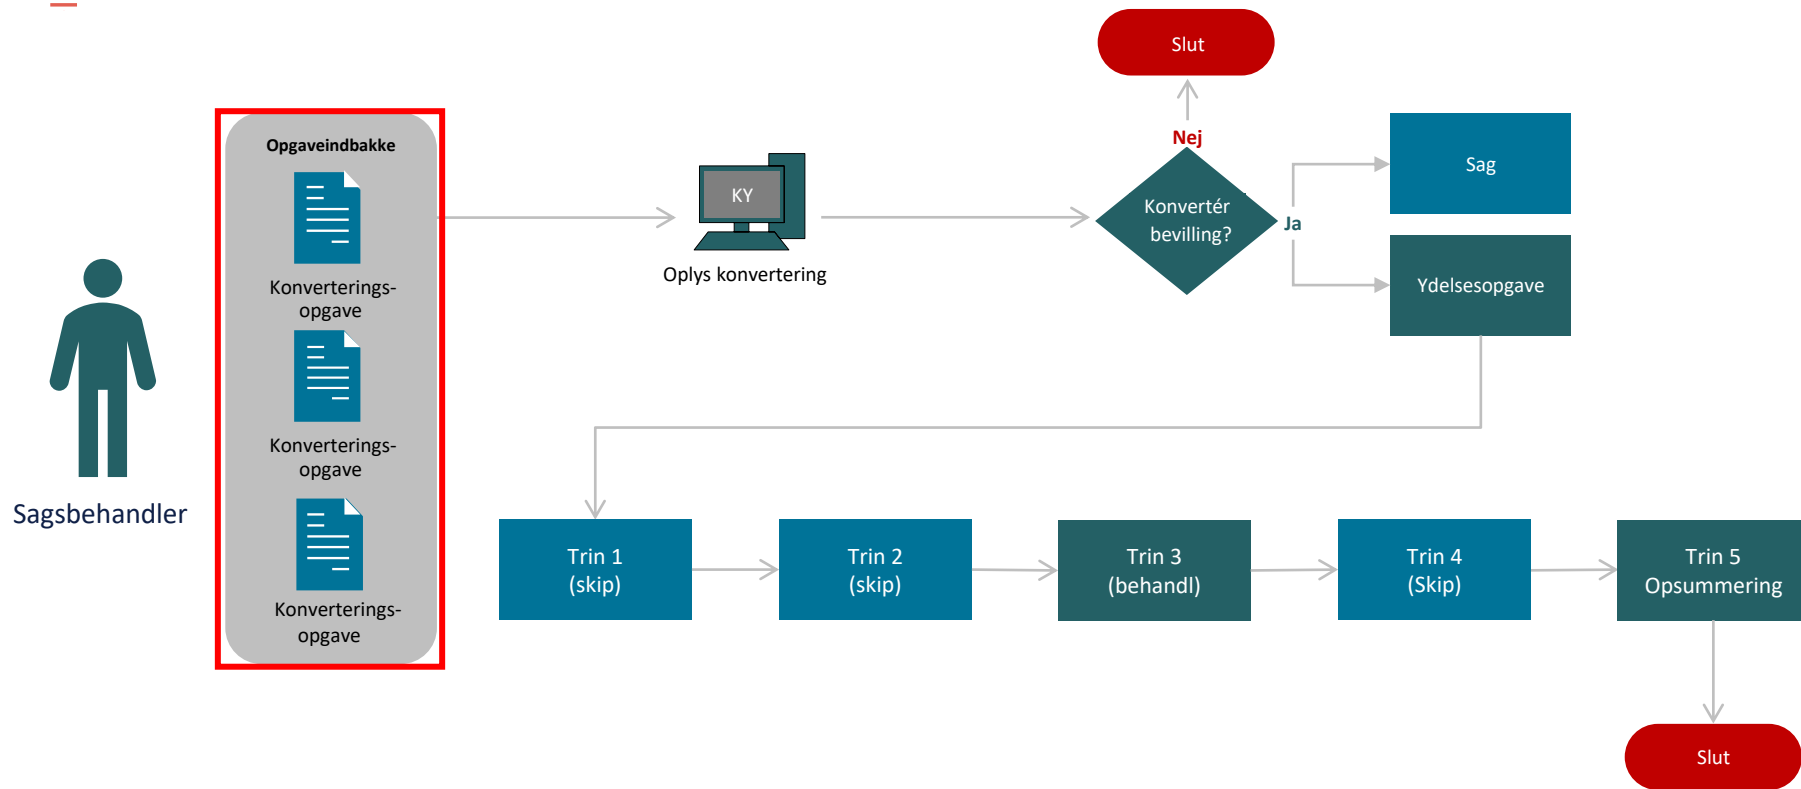 Slut
Opgaveindbakke
Nej
Sag
KY
Konvertér
bevilling?
Ja
Oplys konvertering
Ydelsesopgave
Konverterings-
opgave
Konverterings-
opgave
Sagsbehandler
Konverterings-
opgave
Trin 1
(skip)
Trin 2
(skip)
Trin 3
(behandl)
Trin 4
(Skip)
Trin 5
Opsummering
Slut